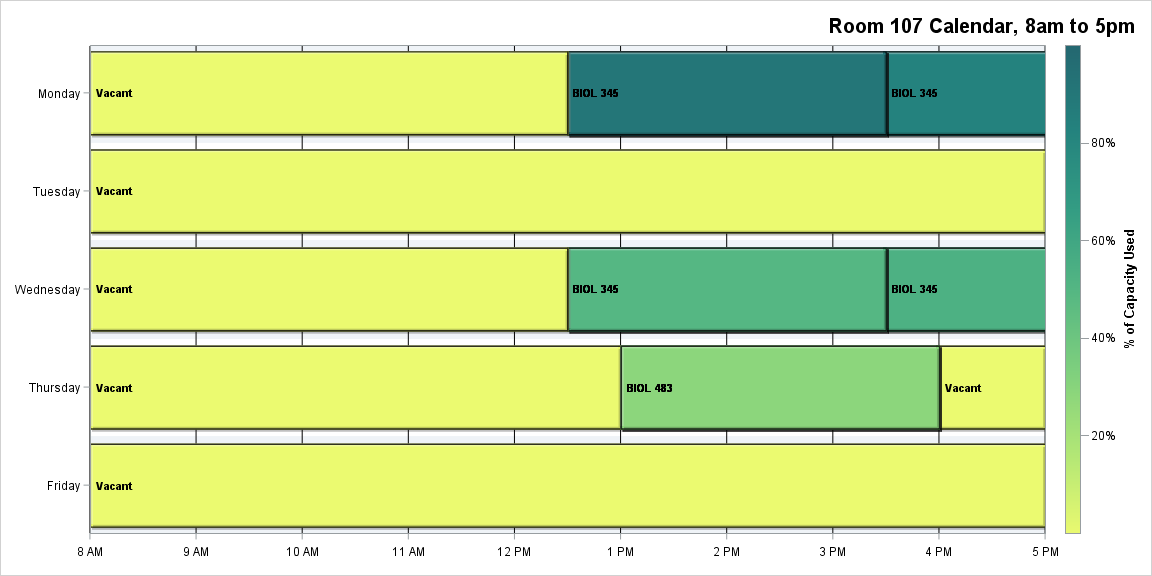 Room 107 Calendar, 8am to 5pm
Monday
Vacant
BIOL 345
BIOL 345
Tuesday
Vacant
Wednesday
Vacant
BIOL 345
BIOL 345
Thursday
Vacant
BIOL 483
Vacant
Friday
Vacant
8 AM
9 AM
10 AM
11 AM
12 PM
1 PM
2 PM
3 PM
4 PM
5 PM
80%
60%
40%
20%
% of Capacity Used